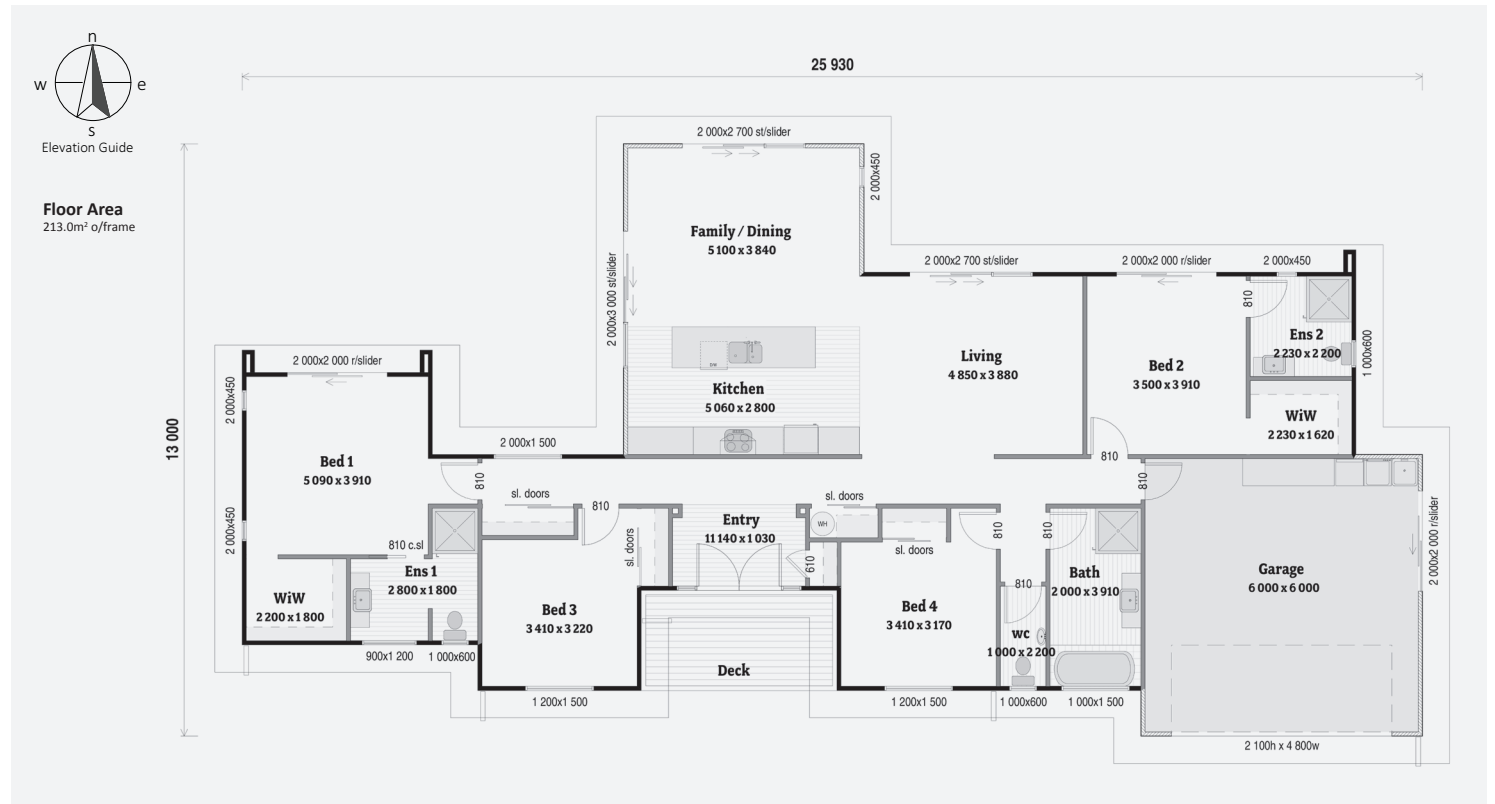 n
w
e
s
Elevation Guide
Floor Area
213.0m² o/frame
25 930
13 000
2 000x2 700 st/slider
2 000x450
Family / Dining
5 100 x 3 840
2 000x3 000 st/slider
2 000x2 700 st/slider
2 000x2 000 r/slider
2 000x450
810
Ens 2
2 230 x 2 200
1 000x600
Living
4 850 x 3 880
Bed 2
3 500 x 3 910
WiW
2 230 x 1 620
810
DW
Kitchen
5 060 x 2 800
2 000x2 000 r/slider
2 000x450
Bed 1
5 090 x 3 910
2 000x450
2 000x1 500
810
sl. doors
810
sl. doors
810 c.sl
Ens 1
2 800 x 1 800
WiW
2 200 x 1 800
900x1 200
1 000x600
Bed 3
3 410 x 3 220
1 200x1 500
Entry
11 140 x 1 030
610
Deck
sl. doors
WH
sl. doors
Bed 4
3 410 x 3 170
1 200x1 500
810
810
810
wc
1 000 x 2 200
1 000x600
Bath
2 000 x 3 910
1 000x1 500
810
Garage
6 000 x 6 000
2 000x2 000 r/slider
2 100h x 4 800w